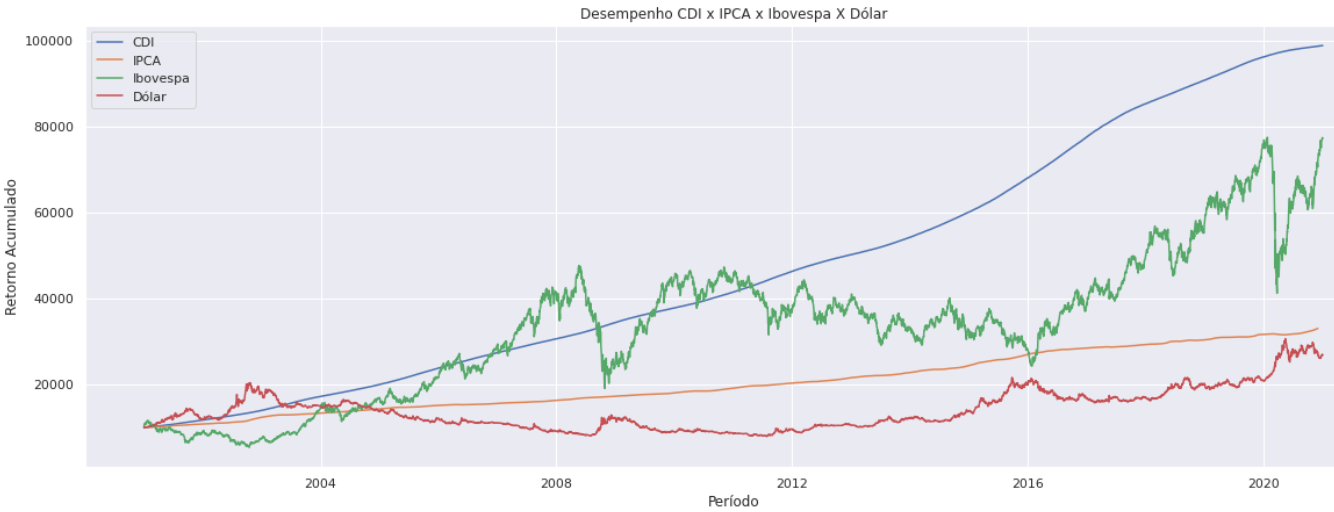 Desempenho CDI x IPCA x Ibovespa X Dólar
CDI
IPCA
Ibovespa
Dólar
Retorno Acumulado
100000
80000
60000
40000
20000
2004
2008
2012
2016
2020
Período